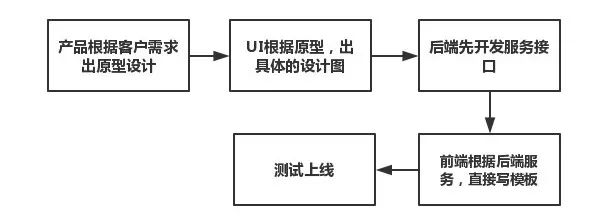 产品根据客户需求
出原型设计
UI根据原型，出
具体的设计图
后端先开发服务接
口
前端根据后端服
务，直接写模板
测试上线